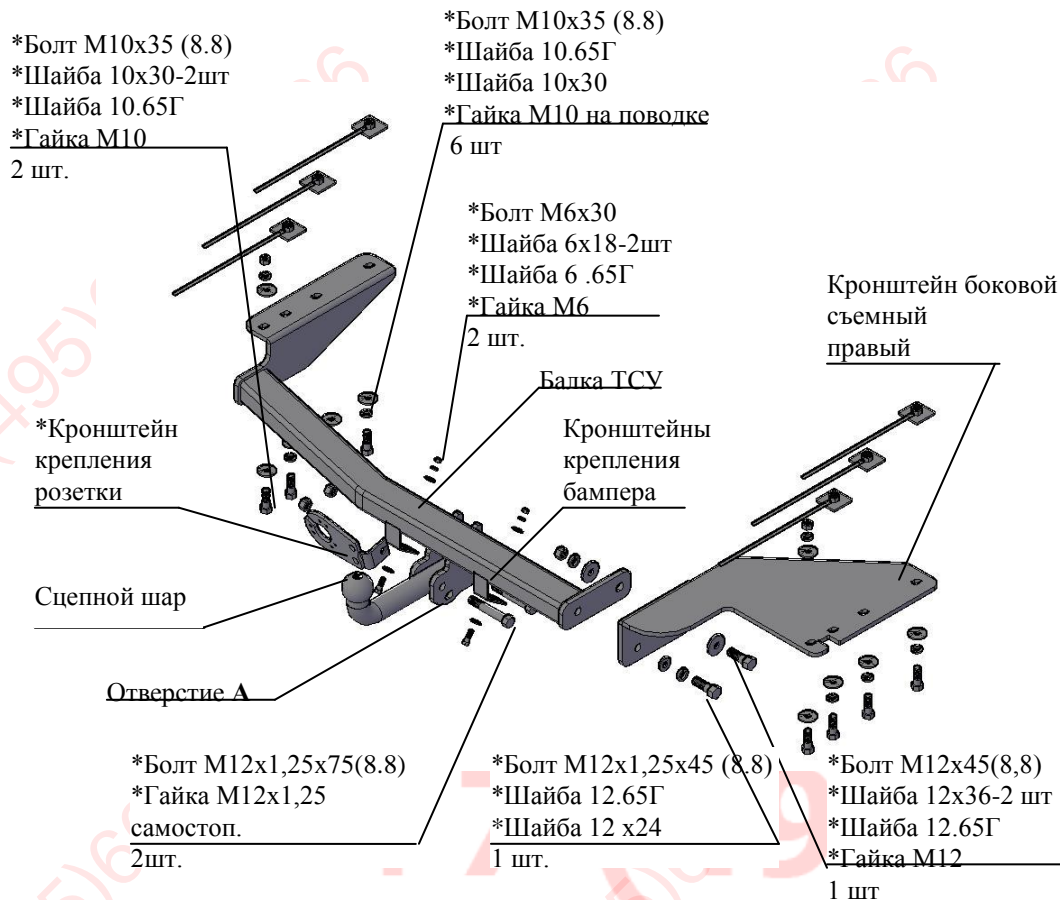 *Болт М10х35 (8.8)
*Шайба 10х30-2шт
*Шайба 10.65Г
*Гайка М10
2 шт.
*Болт М10х35 (8.8)
*Шайба 10.65Г
*Шайба 10х30
*Гайка М10 на поводке
6 шт
*Болт М6х30
*Шайба 6х18-2шт
*Шайба 6 .65Г
*Гайка М6
2 шт.
Кронштейн боковой
съемный
правый
Балка ТСУ
*Кронштейн
крепления
розетки
Кронштейны
крепления
бампера
Сцепной шар
Отверстие А
*Болт М12х1,25х75(8.8)
*Гайка М12х1,25
самостоп.
2шт.
*Болт М12х1,25х45 (8.8)
*Шайба 12.65Г
*Шайба 12 х24
1 шт.
*Болт М12х45(8,8)
*Шайба 12х36-2 шт
*Шайба 12.65Г
*Гайка М12
1 шт